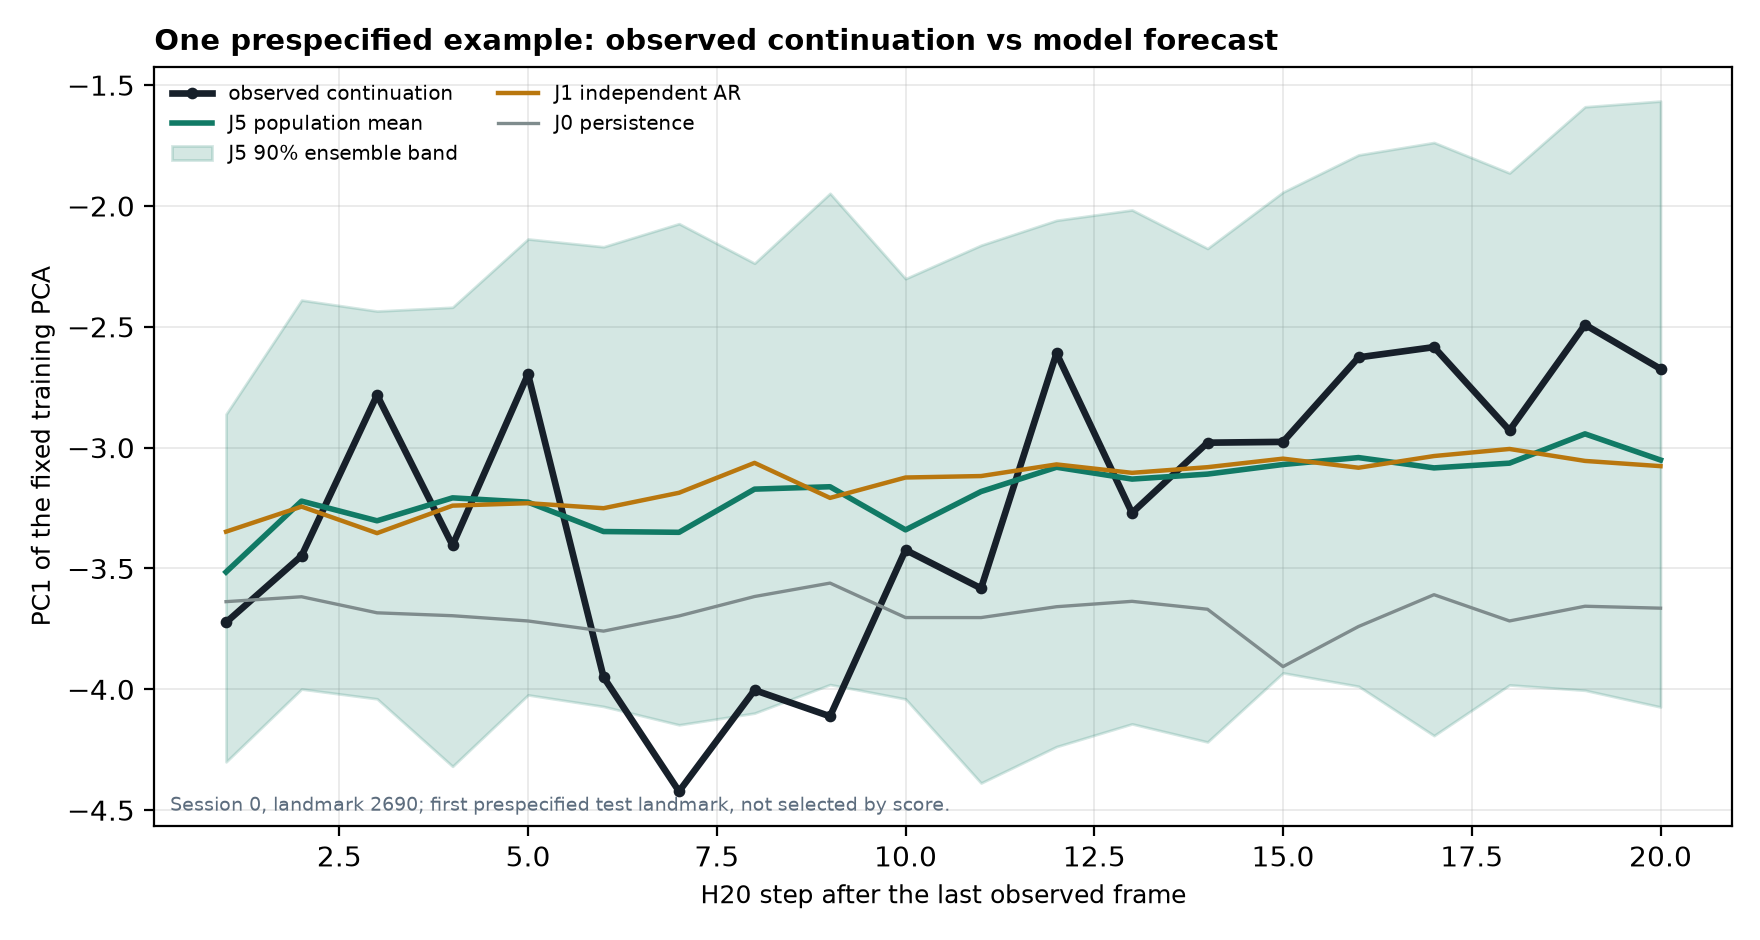 One prespecified example: observed continuation vs model forecast
observed continuation
J5 population mean
J5 90% ensemble band
J1 independent AR
J0 persistence
PC1 of the fixed training PCA
−1.5
−2.0
−2.5
−3.0
−3.5
−4.0
−4.5
Session 0, landmark 2690; first prespecified test landmark, not selected by score.
2.5 5.0 7.5 10.0 12.5 15.0 17.5 20.0
H20 step after the last observed frame